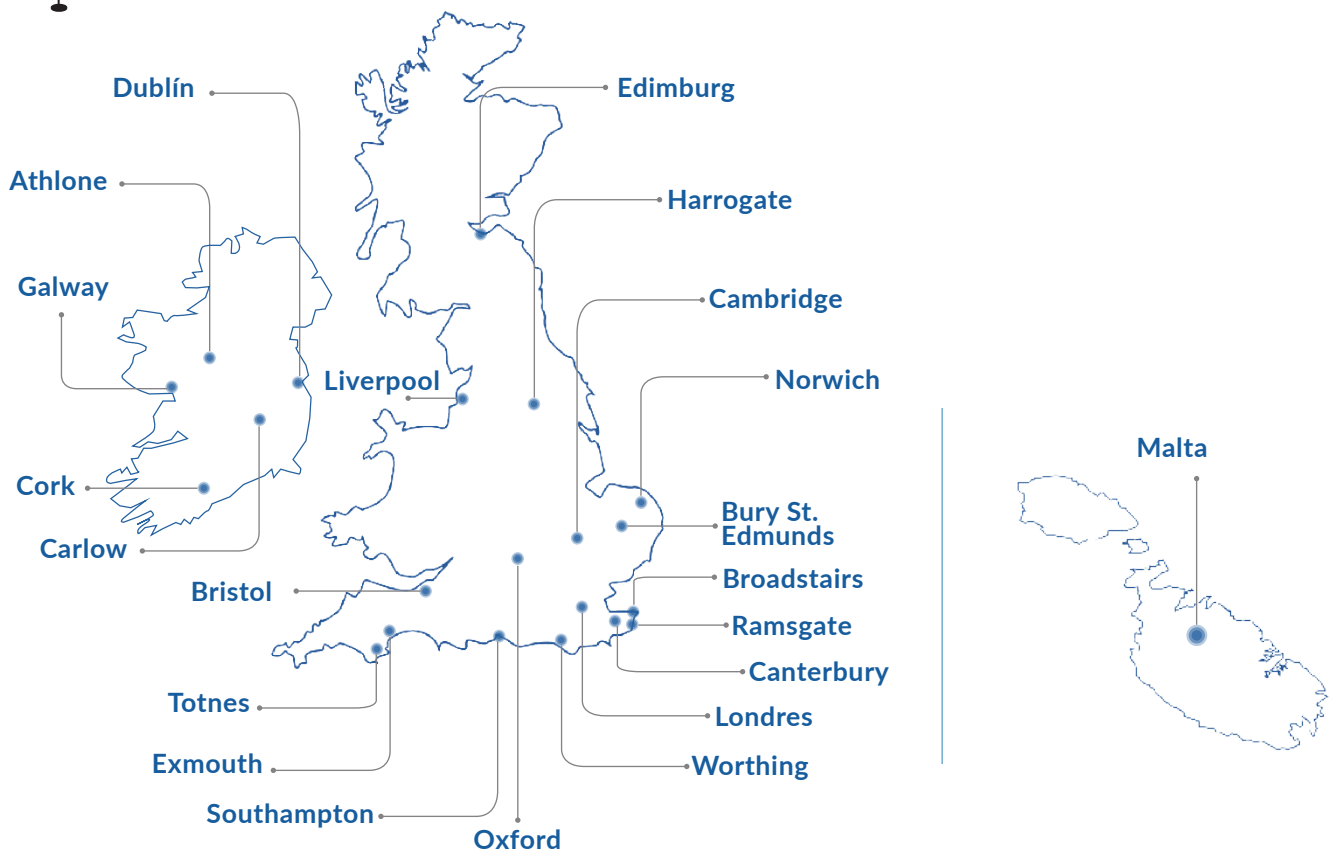 Dublín
Edimburg
Athlone
Harrogate
Galway
Cambridge
Liverpool
Norwich
Malta
Cork
Bury St.
Edmunds
Carlow
Broadstairs
Bristol
Ramsgate
Canterbury
Totnes
Londres
Exmouth
Worthing
Southampton
Oxford